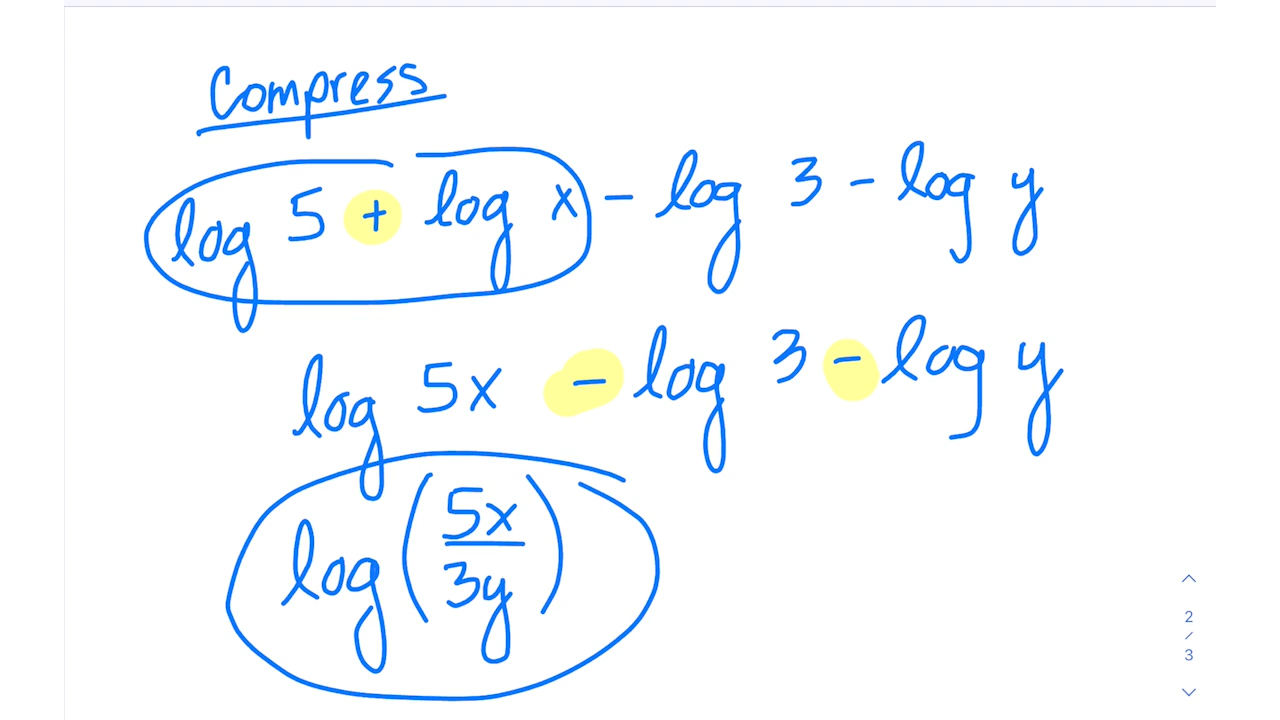 Compress
log 5 + log x - log 3 - log y
log 5x - log 3 - log y
log (5x/3y)
2
/
3